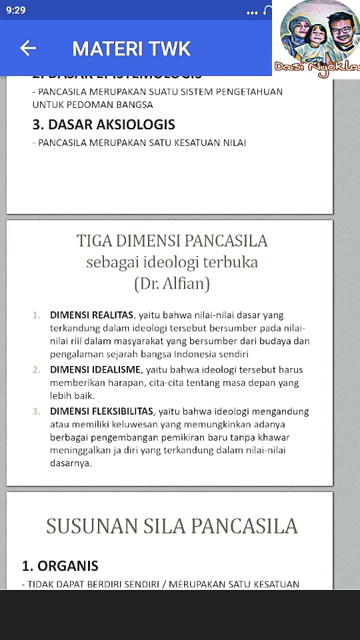 9:29
MATERI TWK
Dasi Nyokla
2. DASAR EPISTEMOLOGIS
- PANCASILA MERUPAKAN SUATU SISTEM PENGETAHUAN
UNTUK PEDOMAN BANGSA
3. DASAR AKSIOLOGIS
- PANCASILA MERUPAKAN SATU KESATUAN NILAI
TIGA DIMENSI PANCASILA
sebagai ideologi terbuka
(Dr. Alfian)
1. DIMENSI REALITAS, yaitu bahwa nilai-nilai dasar yang
terkandung dalam ideologi tersebut bersumber pada nilai-
nilai riil dalam masyarakat yang bersumber dari budaya dan
pengalaman sejarah bangsa Indonesia sendiri
2. DIMENSI IDEALISME, yaitu bahwa ideologi tersebut harus
memberikan harapan, cita-cita tentang masa depan yang
lebih baik.
3. DIMENSI FLEKSIBILITAS, yaitu bahwa ideologi mengandung
atau memiliki keluwesan yang memungkinkan adanya
berbagai pengembangan pemikiran baru tanpa khawar
meninggalkan ja diri yang terkandung dalam nilai-nilai
dasarnya.
SUSUNAN SILA PANCASILA
1. ORGANIS
- TIDAK DAPAT BERDIRI SENDIRI / MERUPAKAN SATU KESATUAN